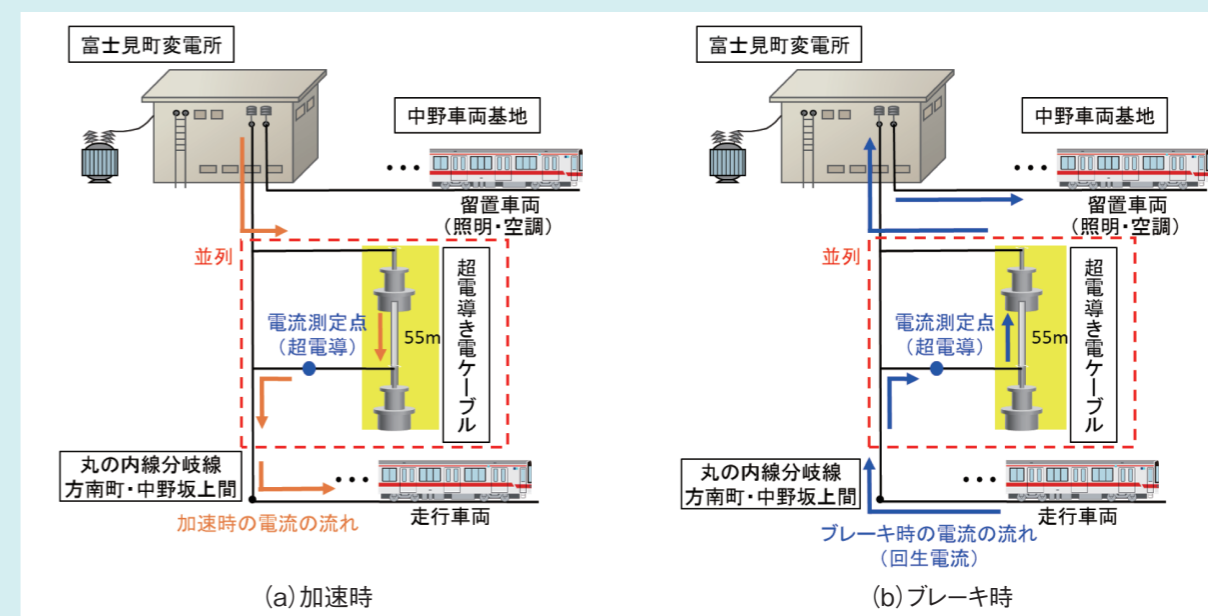 富士見町変電所
中野車両基地
留置車両
(照明・空調)
並列
電流測定点
(超電導)
55m
超電導き電ケーブル
丸の内線分岐線
方南町・中野坂上間
走行車両
加速時の電流の流れ
(a)加速時
富士見町変電所
中野車両基地
留置車両
(照明・空調)
並列
電流測定点
(超電導)
55m
超電導き電ケーブル
丸の内線分岐線
方南町・中野坂上間
走行車両
ブレーキ時の電流の流れ
(回生電流)
(b)ブレーキ時